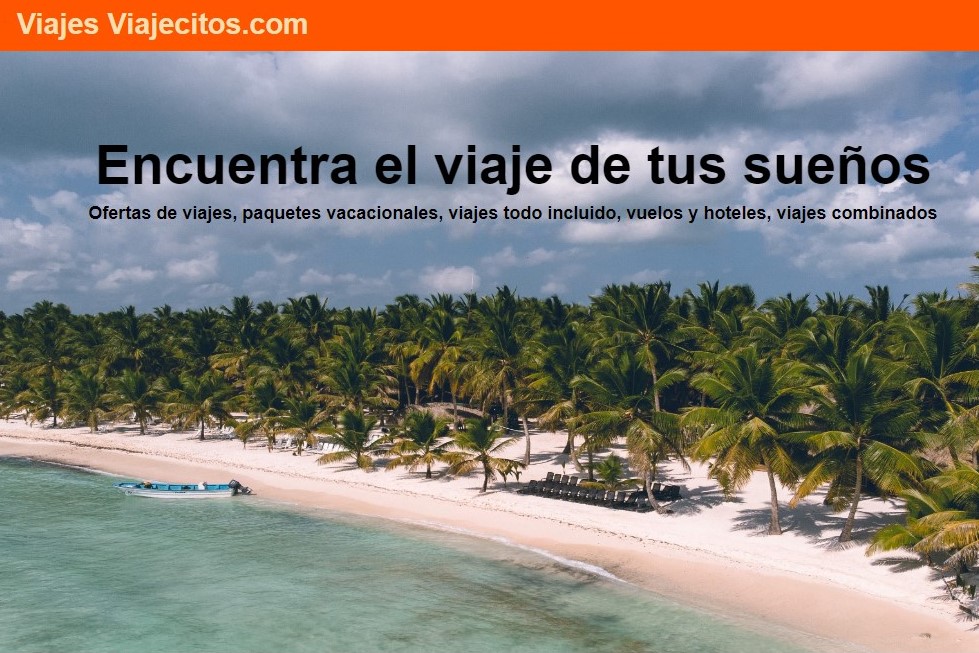 Viajes Viajecitos.com
Encuentra el viaje de tus sueños
Ofertas de viajes, paquetes vacacionales, viajes todo incluido, vuelos y hoteles, viajes combinados